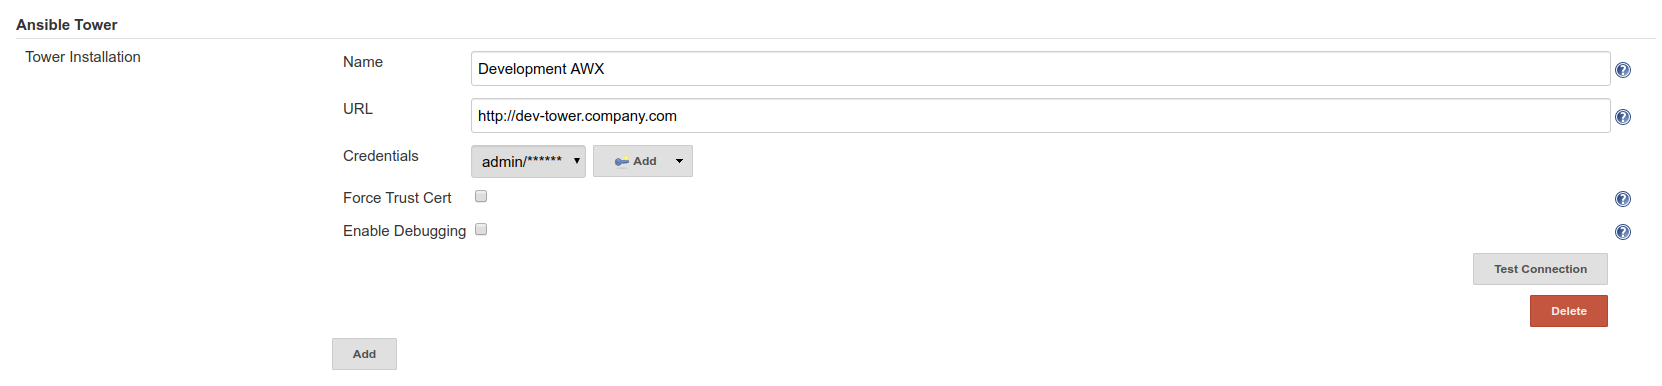 Ansible Tower
Tower Installation
Name
Development AWX
URL
http://dev-tower.company.com
Credentials
admin/******
Add
Force Trust Cert
Enable Debugging
Test Connection
Delete
Add